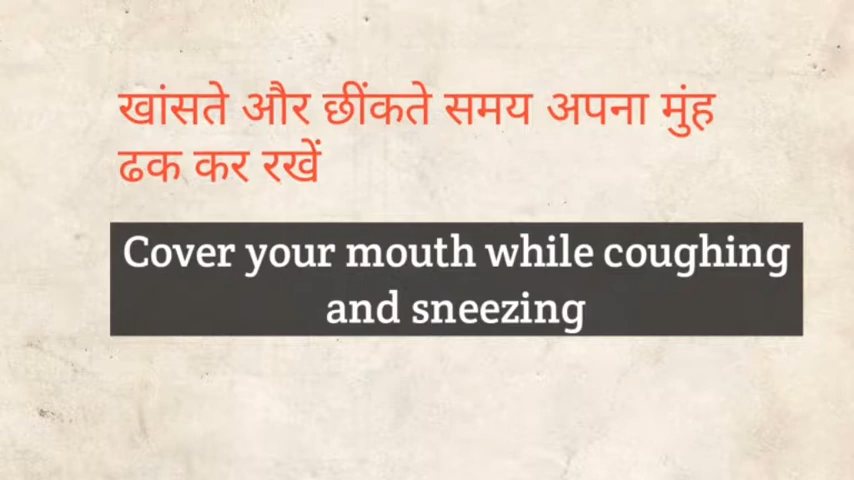 खांसते और छींकते समय अपना मुंह
ढक कर रखें
Cover your mouth while coughing
and sneezing